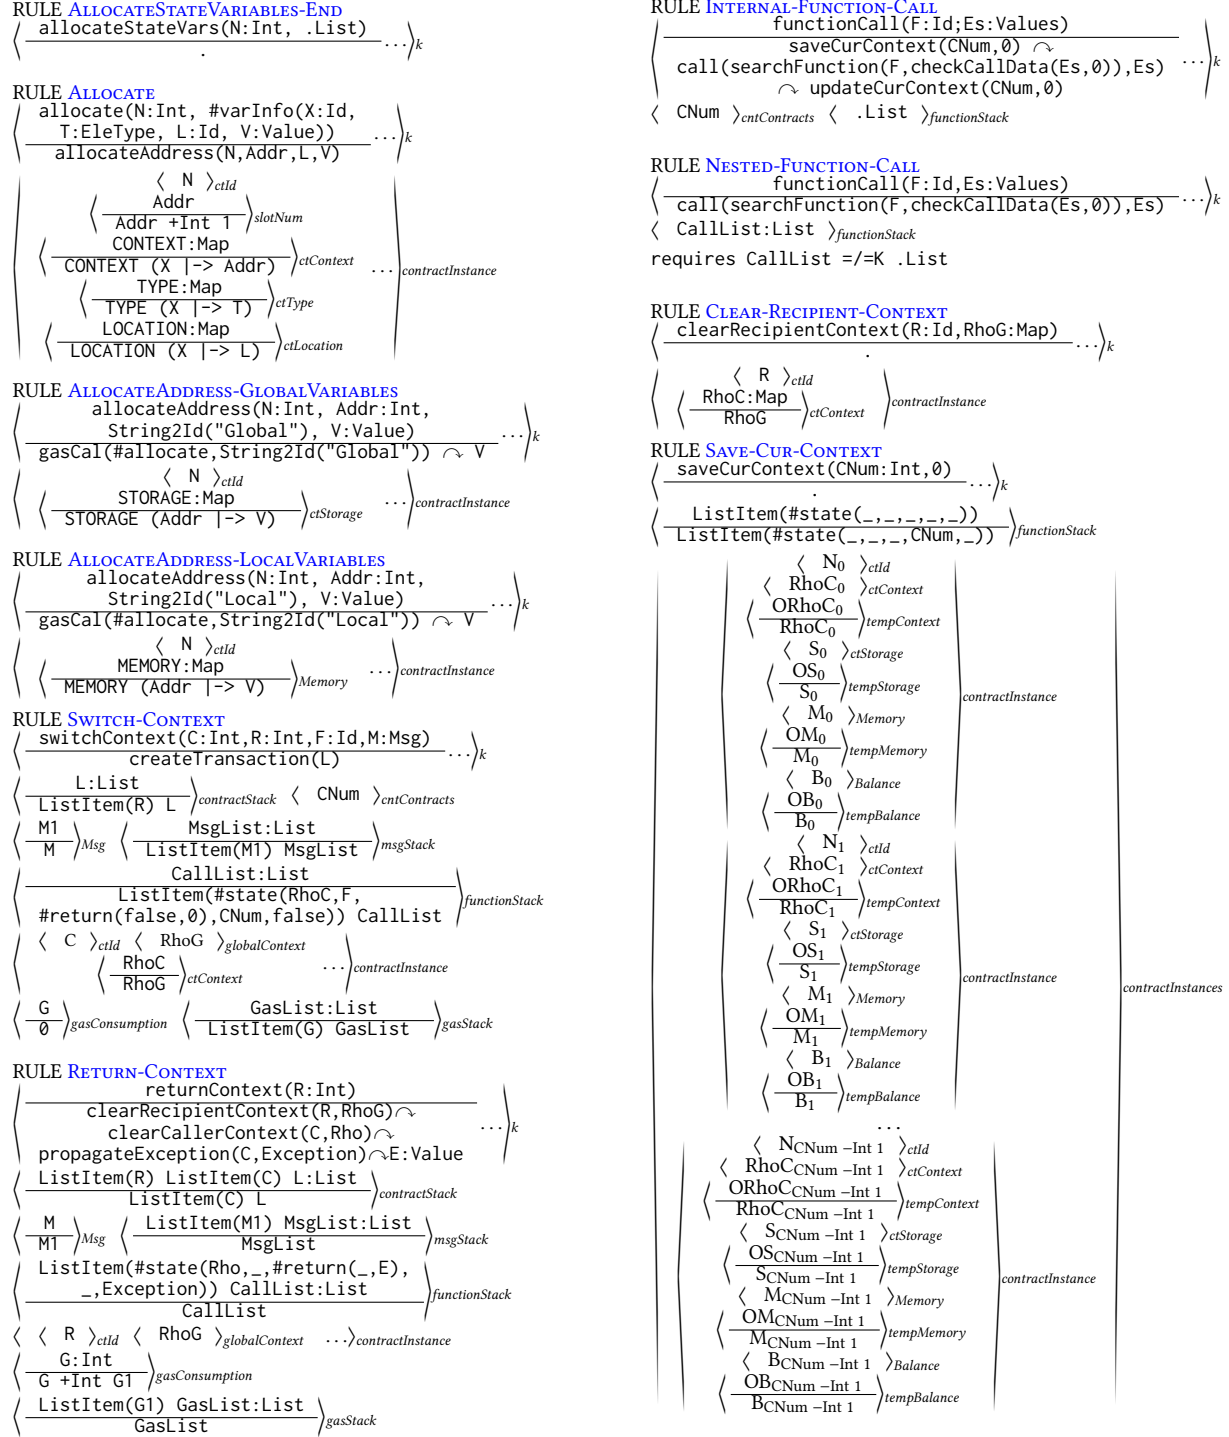 RULE ALLOCATESTATEVARIABLES-END
⟨ allocateStateVars(N:Int, .List)
. ⋯⟩k
RULE ALLOCATE
allocate(N:Int, #varInfo(X:Id,
T:EleType, L:Id, V:Value))
allocateAddress(N,Addr,L,V) ⋯⟩k
⟨ N ⟩ctId
Addr
Addr +Int 1 ⟩slotNum
CONTEXT:Map
CONTEXT (X |-> Addr) ⟩ctContext ⋯⟩contractInstance
TYPE:Map
TYPE (X |-> T) ⟩ctType
LOCATION:Map
LOCATION (X |-> L) ⟩ctLocation
RULE ALLOCATEADDRESS-GLOBALVARIABLES
allocateAddress(N:Int, Addr:Int,
String2Id("Global"), V:Value)
gasCal(#allocate,String2Id("Global")) ↷ V ⋯⟩k
⟨ N ⟩ctId
STORAGE:Map
STORAGE (Addr |-> V) ⟩ctStorage ⋯⟩contractInstance
RULE ALLOCATEADDRESS-LOCALVARIABLES
allocateAddress(N:Int, Addr:Int,
String2Id("Local"), V:Value)
gasCal(#allocate,String2Id("Local")) ↷ V ⋯⟩k
⟨ N ⟩ctId
MEMORY:Map
MEMORY (Addr |-> V) ⟩Memory ⋯⟩contractInstance
RULE SWITCH-CONTEXT
switchContext(C:Int,R:Int,F:Id,M:Msg)
createTransaction(L) ⋯⟩k
L:List
ListItem(R) L ⟩contractStack ⟨ CNum ⟩cntContracts
M1 MsgList:List
M ⟩Msg ListItem(M1) MsgList ⟩msgStack
CallList:List
ListItem(#state(RhoC,F,
#return(false,0),CNum,false)) CallList ⟩functionStack
⟨ C ⟩ctId ⟨ RhoG ⟩globalContext
RhoC
RhoG ⟩ctContext ⋯⟩contractInstance
G GasList:List
0 ⟩gasConsumption ListItem(G) GasList ⟩gasStack
RULE RETURN-CONTEXT
returnContext(R:Int)
clearRecipientContext(R,RhoG)↷
clearCallerContext(C,Rho)↷
propagateException(C,Exception)↷E:Value ⋯⟩k
ListItem(R) ListItem(C) L:List
ListItem(C) L ⟩contractStack
M ListItem(M1) MsgList:List
M1 ⟩Msg MsgList ⟩msgStack
ListItem(#state(Rho,_,#return(_,E),
_,Exception)) CallList:List
CallList ⟩functionStack
⟨ ⟨ R ⟩ctId ⟨ RhoG ⟩globalContext ⋯⟩contractInstance
G:Int
G +Int G1 ⟩gasConsumption
ListItem(G1) GasList:List
GasList ⟩gasStack
RULE INTERNAL-FUNCTION-CALL
functionCall(F:Id;Es:Values)
saveCurContext(CNum,0) ↷
call(searchFunction(F,checkCallData(Es,0)),Es)
↷ updateCurContext(CNum,0) ⋯⟩k
⟨ CNum ⟩cntContracts ⟨ .List ⟩functionStack
RULE NESTED-FUNCTION-CALL
functionCall(F:Id,Es:Values)
call(searchFunction(F,checkCallData(Es,0)),Es) ⋯⟩k
⟨ CallList:List ⟩functionStack
requires CallList =/=K .List
RULE CLEAR-RECIPIENT-CONTEXT
clearRecipientContext(R:Id,RhoG:Map)
. ⋯⟩k
⟨ R ⟩ctId
RhoC:Map
RhoG ⟩ctContext ⟩contractInstance
RULE SAVE-CUR-CONTEXT
saveCurContext(CNum:Int,0)
. ⋯⟩k
ListItem(#state(_,_,_,_,_))
ListItem(#state(_,_,_,CNum,_)) ⟩functionStack
⟨ N0 ⟩ctId
⟨ RhoC0 ⟩ctContext
ORhoC0
RhoC0 ⟩tempContext
⟨ S0 ⟩ctStorage
OS0
S0 ⟩tempStorage ⟩contractInstance
⟨ M0 ⟩Memory
OM0
M0 ⟩tempMemory
⟨ B0 ⟩Balance
OB0
B0 ⟩tempBalance
⟨ N1 ⟩ctId
⟨ RhoC1 ⟩ctContext
ORhoC1
RhoC1 ⟩tempContext
⟨ S1 ⟩ctStorage
OS1
S1 ⟩tempStorage ⟩contractInstance
⟨ M1 ⟩Memory ⟩contractInstances
OM1
M1 ⟩tempMemory
⟨ B1 ⟩Balance
OB1
B1 ⟩tempBalance
...
⟨ NCNum −Int 1 ⟩ctId
⟨ RhoCCNum −Int 1 ⟩ctContext
ORhoCCNum −Int 1
RhoCCNum −Int 1 ⟩tempContext
⟨ SCNum −Int 1 ⟩ctStorage
OSCNum −Int 1
SCNum −Int 1 ⟩tempStorage ⟩contractInstance
⟨ MCNum −Int 1 ⟩Memory
OMCNum −Int 1
MCNum −Int 1 ⟩tempMemory
⟨ BCNum −Int 1 ⟩Balance
OBCNum −Int 1
BCNum −Int 1 ⟩tempBalance